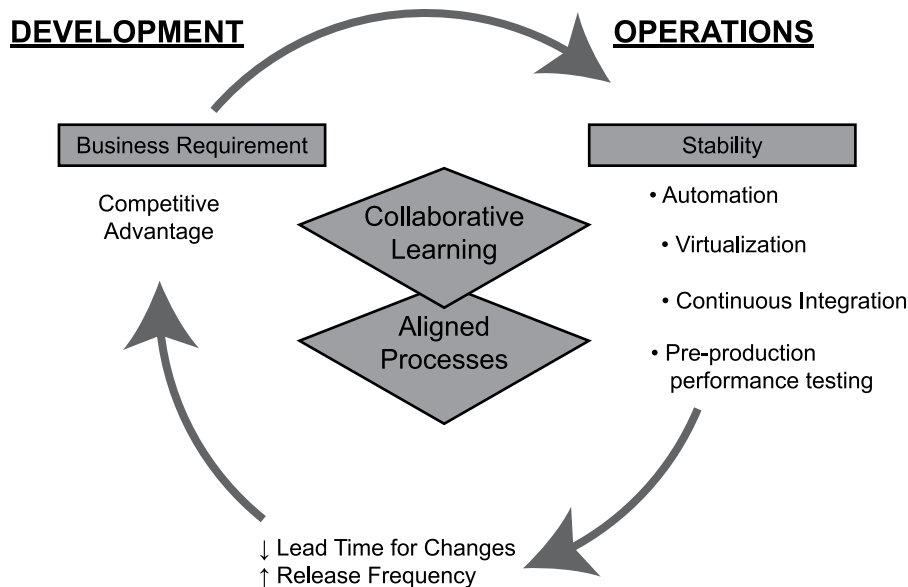 DEVELOPMENT
OPERATIONS
Business Requirement
Competitive
Advantage
Collaborative
Learning
Aligned
Processes
Stability
• Automation
• Virtualization
• Continuous Integration
• Pre-production
performance testing
↓ Lead Time for Changes
↑ Release Frequency